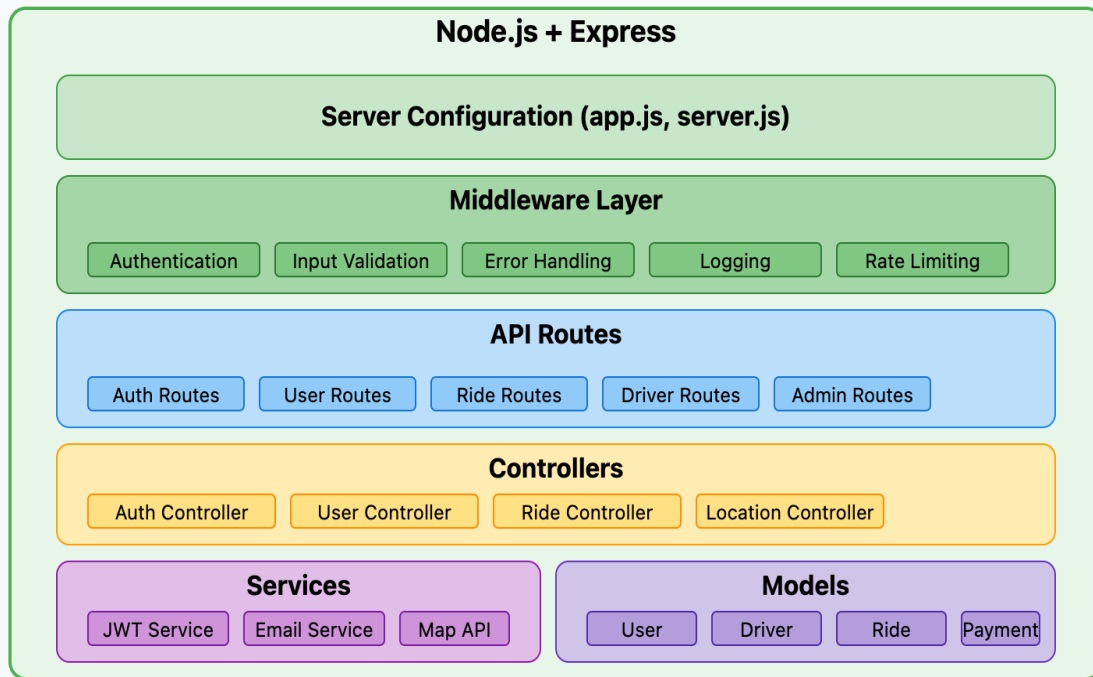 Node.js + Express
Server Configuration (app.js, server.js)
Middleware Layer
Authentication Input Validation Error Handling Logging Rate Limiting
API Routes
Auth Routes User Routes Ride Routes Driver Routes Admin Routes
Controllers
Auth Controller User Controller Ride Controller Location Controller
Services
JWT Service Email Service Map API
Models
User Driver Ride Payment